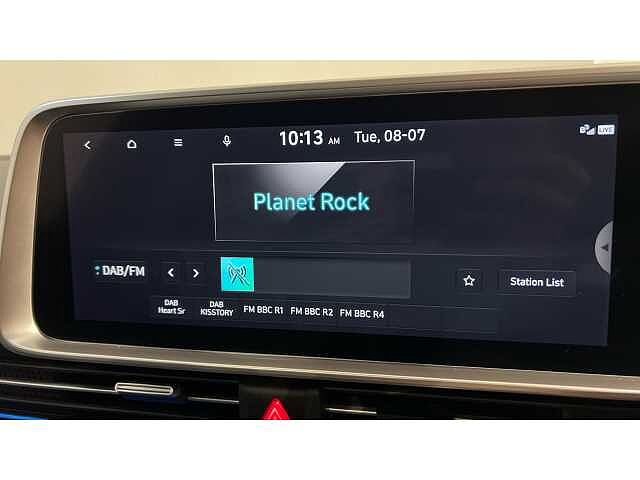 10:13 AM Tue, 08-07
LIVE
Planet Rock
DAB/FM
Station List
DAB Heart Sr
DAB KISSTORY
FM BBC R1
FM BBC R2
FM BBC R4